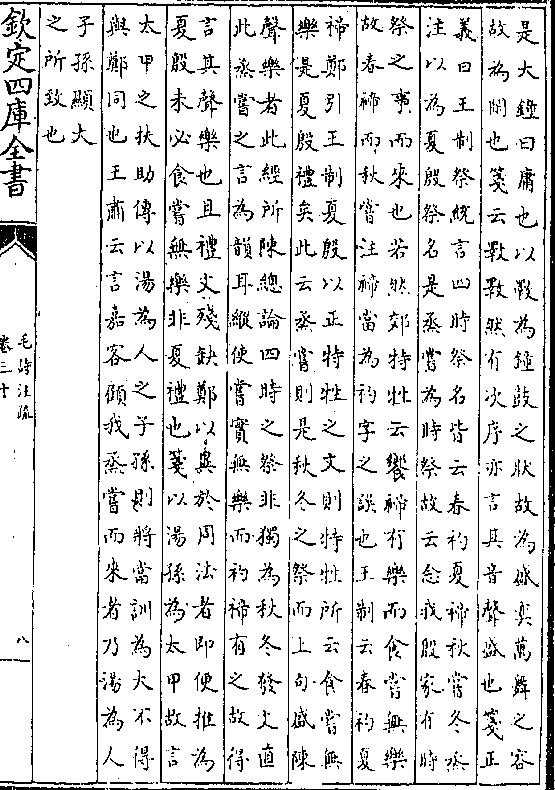 是大鐘曰庸也以斁為鐘鼓之狀故為盛奕萬舞之容
故為閑也箋云斁斁然有次序亦言其音聲盛也箋正
義曰王制祭統言四時祭名皆云春礿夏禘秋嘗冬烝
注以為夏殷祭名是烝嘗為時祭故云念我殷家有時
祭之事而來也若然郊特牲云饗禘有樂而食嘗無樂
故春禘而秋嘗注禘當為礿字之誤也王制云春礿夏
禘鄭引王制夏殷以正特牲之文則特牲所云食嘗無
樂是夏殷禮矣此云烝嘗則是秋冬之祭而上句盛陳
聲樂者此經所陳總論四時之祭非獨為秋冬發文直
此烝嘗之言為韻耳縱使嘗實無樂而礿禘有之故得
言其聲樂也且禮文殘缺鄭以異於周法者即便推為
夏殷未必食嘗無樂非夏禮也箋以湯孫為太甲故言
太甲之扶助傳以湯為人之子孫則將當訓為大不得
與鄭同也王肅云言嘉客顧我烝嘗而來者乃湯為人
子孫顯大
之所致也
欽定四庫全書
毛詩注疏
卷三十
八